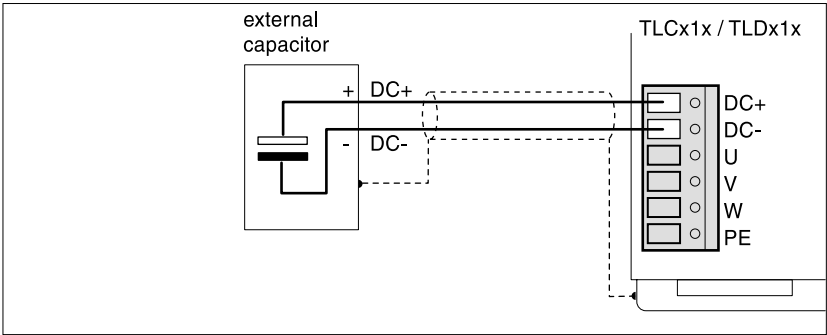 external
capacitor
TLCx1x / TLDx1x
+ DC+
- DC-
DC+
DC-
U
V
W
PE